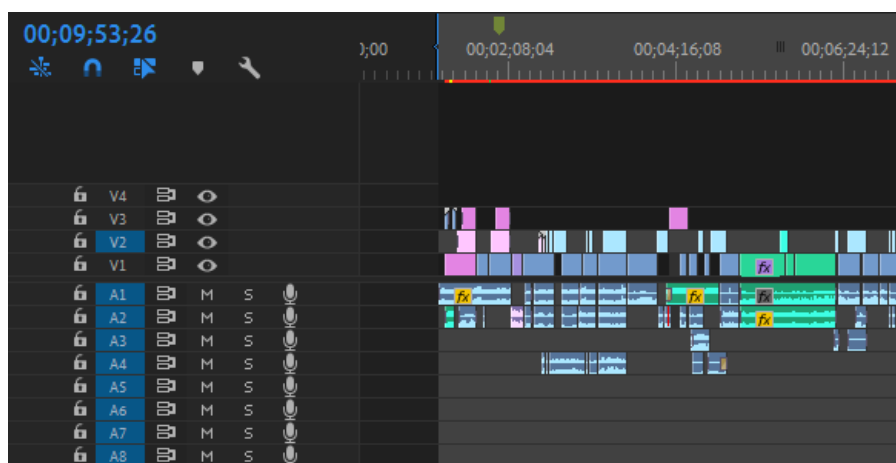 00;09;53;26
0;00 00;02;08;04 00;04;16;08 00;06;24;12
V4
V3
V2
V1 fx
A1 M S fx fx fx
A2 M S fx
A3 M S
A4 M S
A5 M S
A6 M S
A7 M S
A8 M S